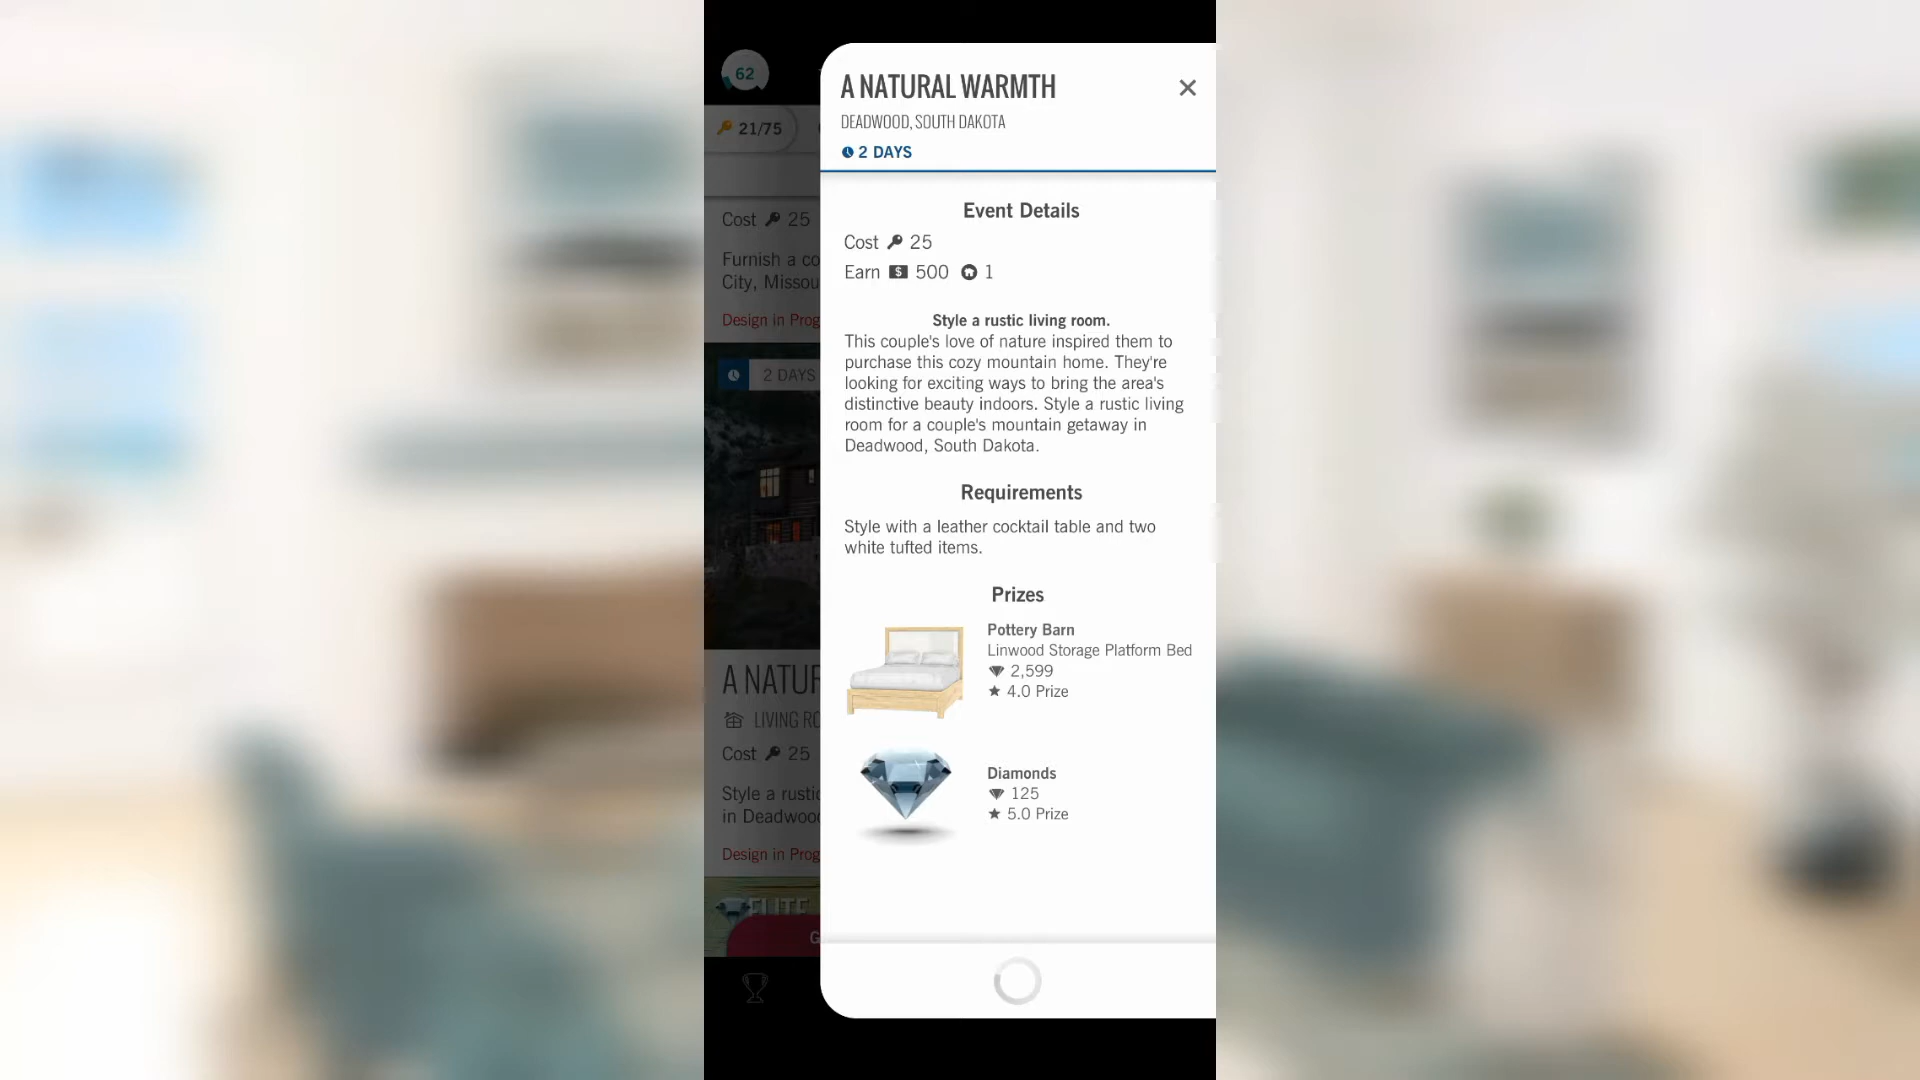 62
21/75
Cost 25
Furnish a co
City, Missou
Design in Prog
2 DAYS
A NATUR
LIVING RO
Cost 25
Style a rustic
in Deadwood
Design in Prog
ELITE
G
A NATURAL WARMTH
DEADWOOD, SOUTH DAKOTA
2 DAYS
Event Details
Cost 25
Earn $ 500 1
Style a rustic living room.
This couple's love of nature inspired them to
purchase this cozy mountain home. They're
looking for exciting ways to bring the area's
distinctive beauty indoors. Style a rustic living
room for a couple's mountain getaway in
Deadwood, South Dakota.
Requirements
Style with a leather cocktail table and two
white tufted items.
Prizes
Pottery Barn
Linwood Storage Platform Bed
2,599
4.0 Prize
Diamonds
125
5.0 Prize